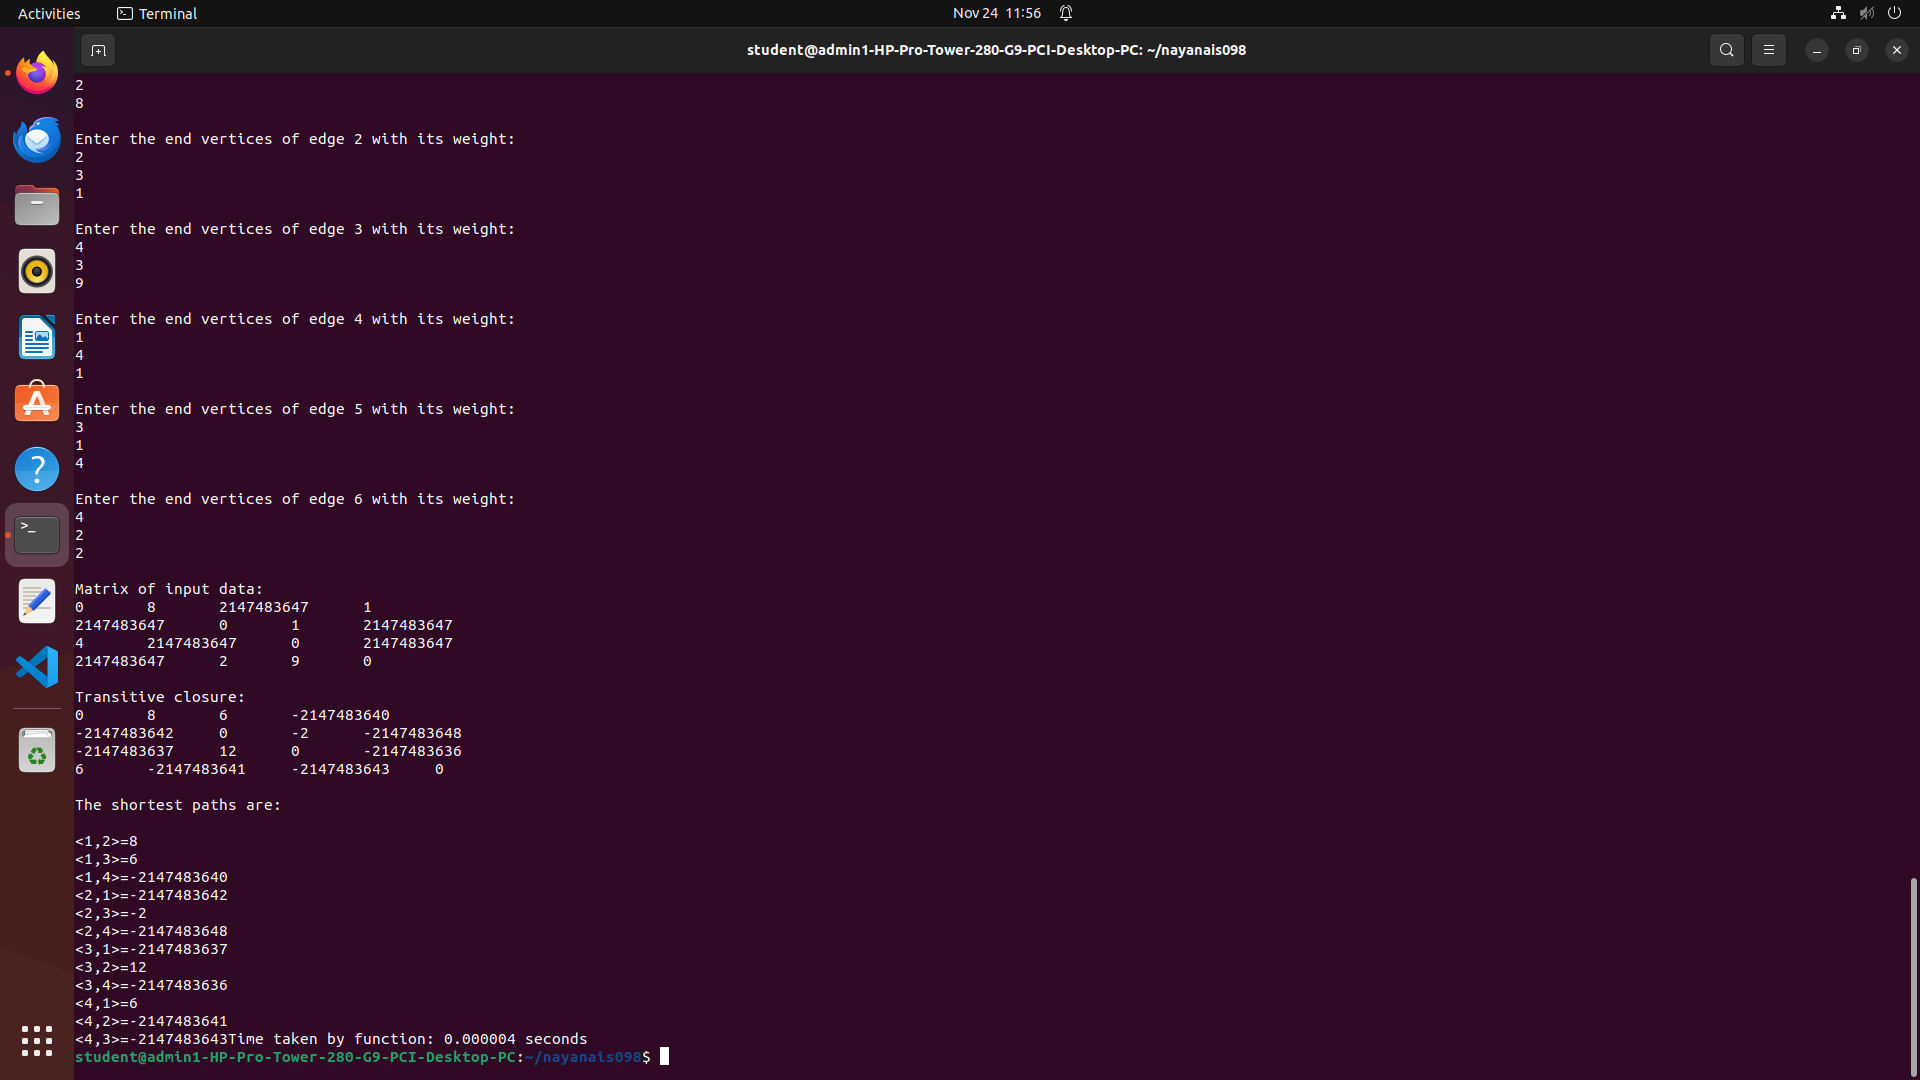 Activities
Terminal
Nov 24 11:56
student@admin1-HP-Pro-Tower-280-G9-PCI-Desktop-PC: ~/nayanais098
2
8
Enter the end vertices of edge 2 with its weight:
2
3
1
Enter the end vertices of edge 3 with its weight:
4
3
9
Enter the end vertices of edge 4 with its weight:
1
4
1
Enter the end vertices of edge 5 with its weight:
3
1
4
Enter the end vertices of edge 6 with its weight:
4
2
2
Matrix of input data:
0 8 2147483647 1
2147483647 0 1 2147483647
4 2147483647 0 2147483647
2147483647 2 9 0
Transitive closure:
0 8 6 -2147483640
-2147483642 0 -2 -2147483648
-2147483637 12 0 -2147483636
6 -2147483641 -2147483643 0
The shortest paths are:
<1,2>=8
<1,3>=6
<1,4>=-2147483640
<2,1>=-2147483642
<2,3>=-2
<2,4>=-2147483648
<3,1>=-2147483637
<3,2>=12
<3,4>=-2147483636
<4,1>=6
<4,2>=-2147483641
<4,3>=-2147483643Time taken by function: 0.000004 seconds
student@admin1-HP-Pro-Tower-280-G9-PCI-Desktop-PC:~/nayanais098$